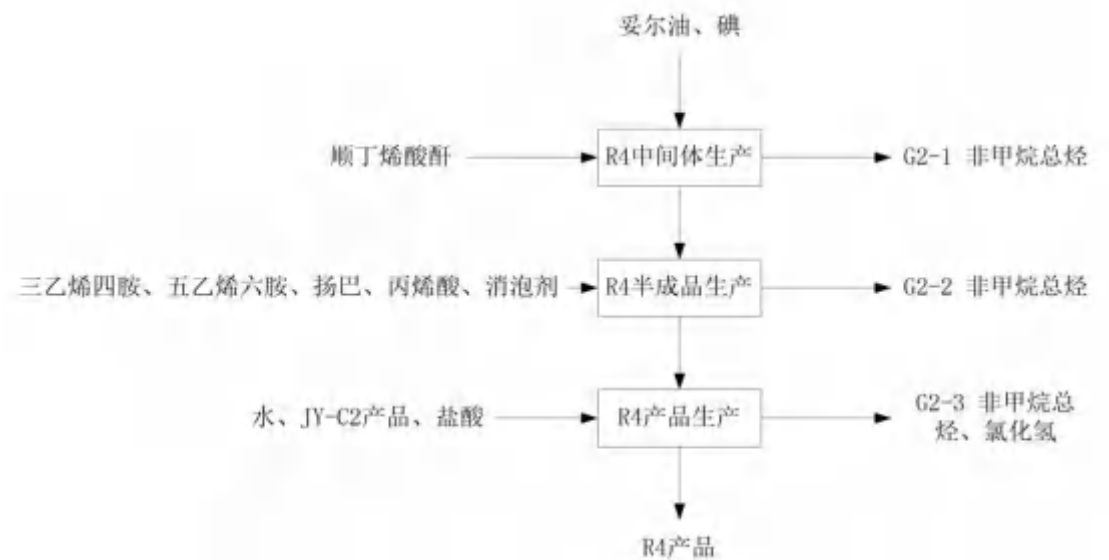 妥尔油、碘
顺丁烯酸酐
R4中间体生产
G2-1 非甲烷总烃
三乙烯四胺、五乙烯六胺、扬巴、丙烯酸、消泡剂
R4半成品生产
G2-2 非甲烷总烃
水、JY-C2产品、盐酸
R4产品生产
G2-3 非甲烷总
烃、氯化氢
R4产品